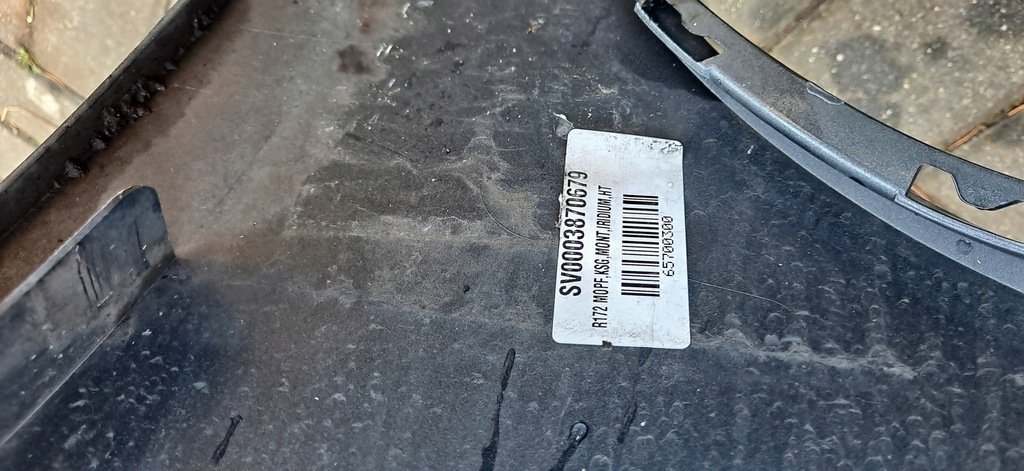 SV0003870679
R172 MOPF,KSG,MONT,IRIDIUM,HT
65700300